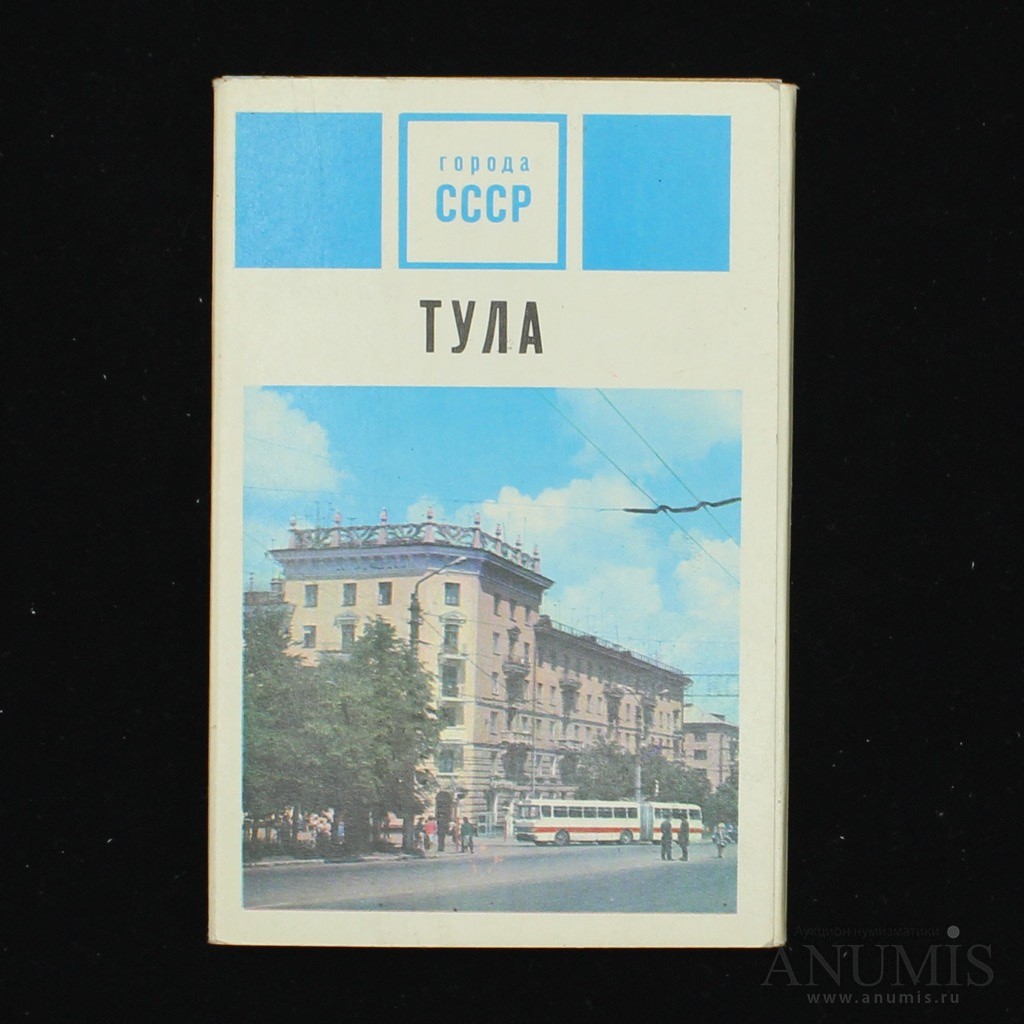 города
СССР
ТУЛА
Аукцион нумизматики
ANUMIS
www.anumis.ru